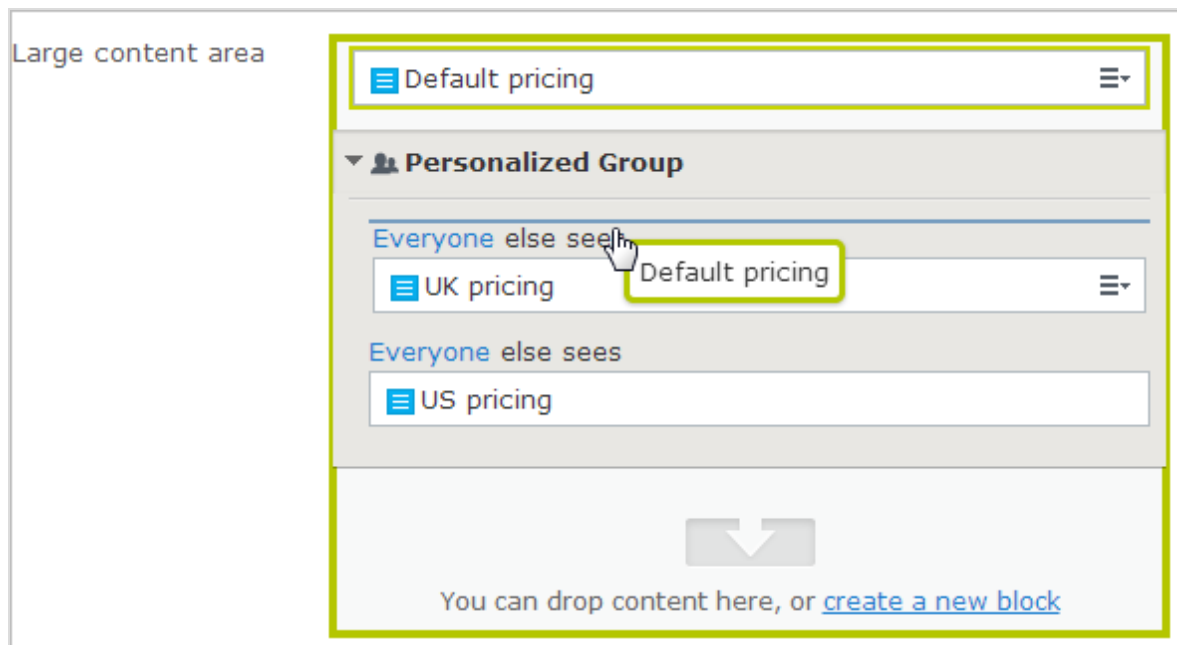 Large content area
Default pricing
Personalized Group
Everyone else sees
Default pricing
UK pricing
Everyone else sees
US pricing
You can drop content here, or create a new block